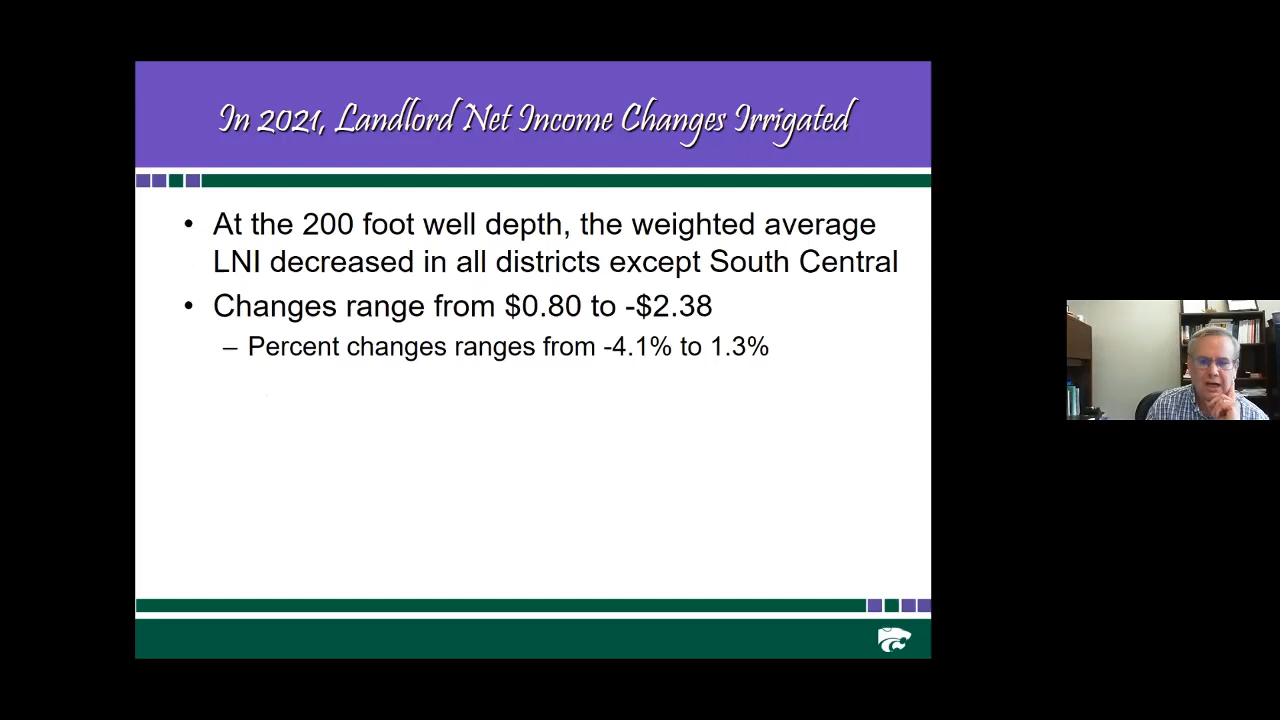 In 2021, Landlord Net Income Changes Irrigated
• At the 200 foot well depth, the weighted average
LNI decreased in all districts except South Central
• Changes range from $0.80 to -$2.38
– Percent changes ranges from -4.1% to 1.3%